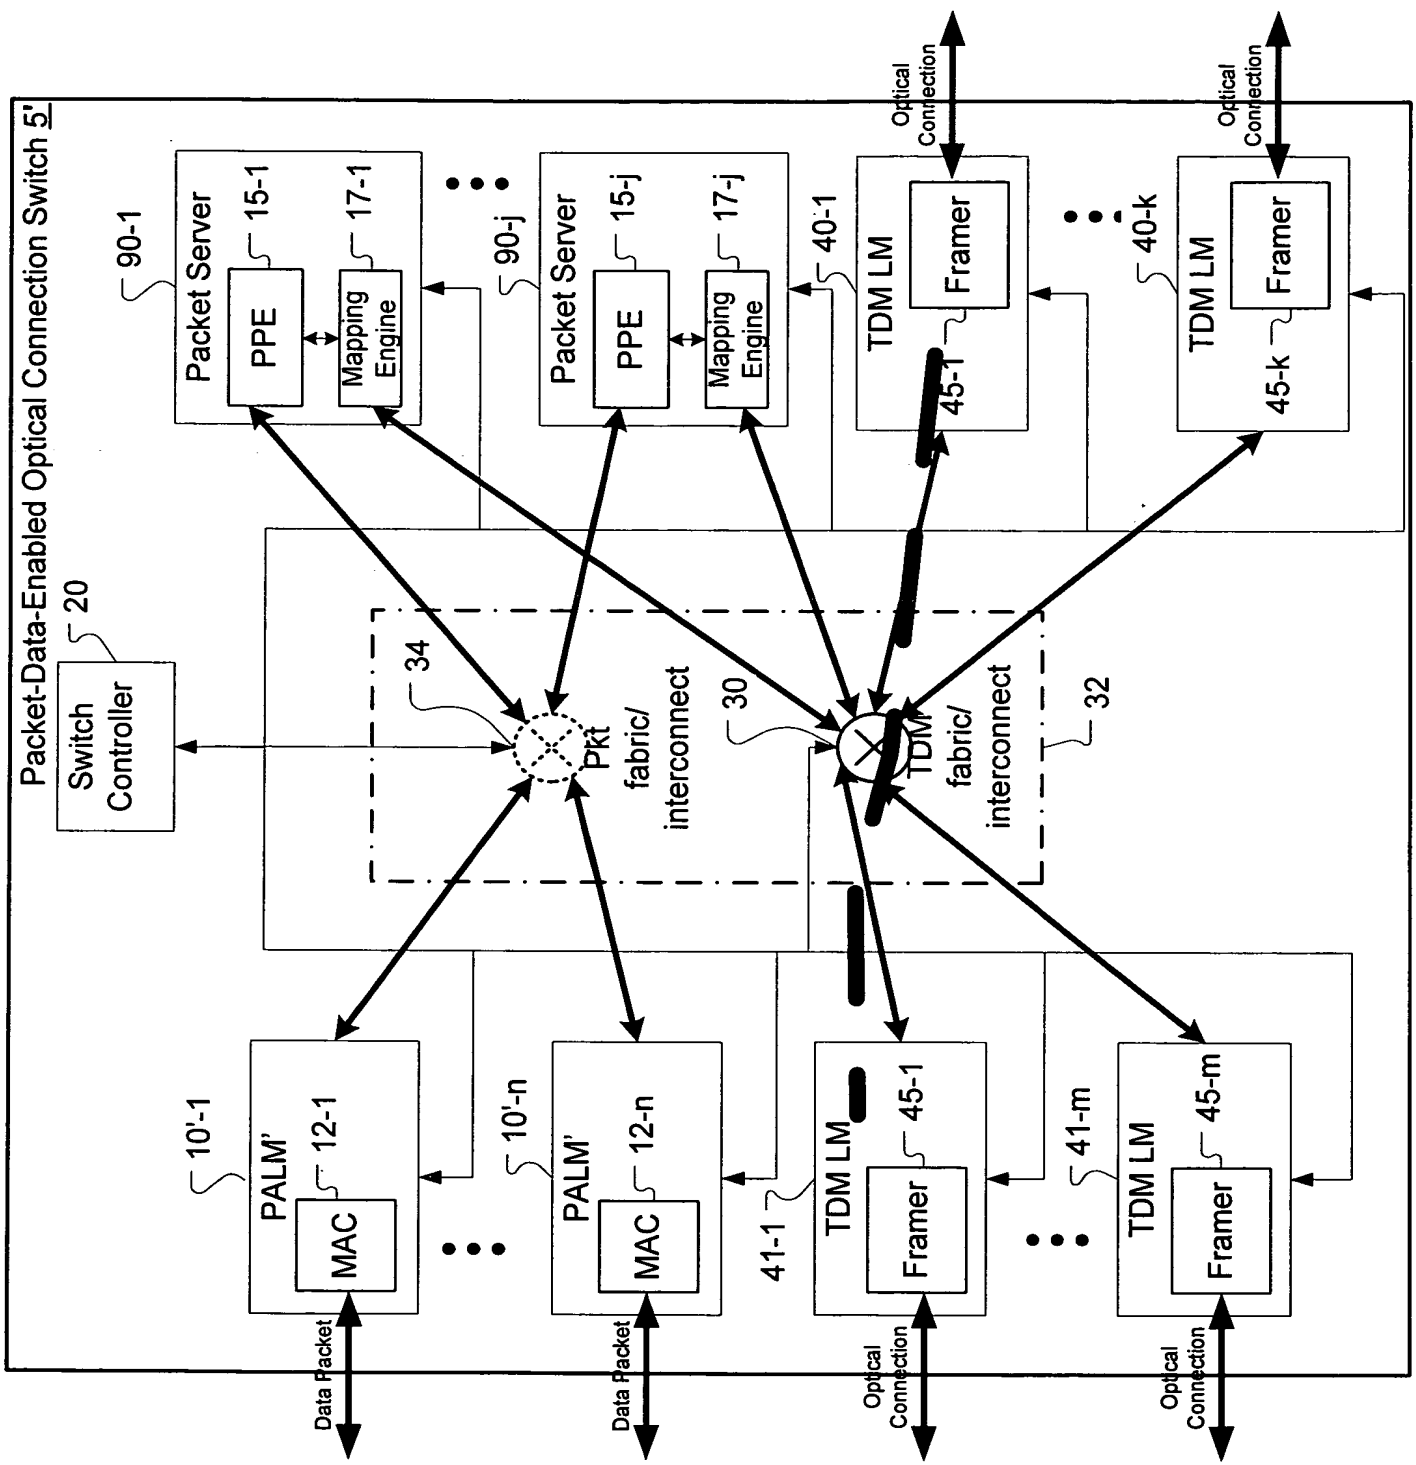 Packet-Data-Enabled Optical Connection Switch 5'
Switch
Controller
20
90-1
Packet Server
15-1
PPE
17-1
Mapping
Engine
90-j
Packet Server
15-j
PPE
17-j
Mapping
Engine
40-1
TDM LM
Framer
45-1
Optical
Connection
40-k
TDM LM
Framer
45-k
Optical
Connection
34
Pkt
fabric/
interconnect
30
TDM
fabric/
interconnect
32
10'-1
PALM'
12-1
MAC
Data Packet
10'-n
PALM'
12-n
MAC
Data Packet
41-1
TDM LM
45-1
Framer
Optical
Connection
41-m
TDM LM
45-m
Framer
Optical
Connection